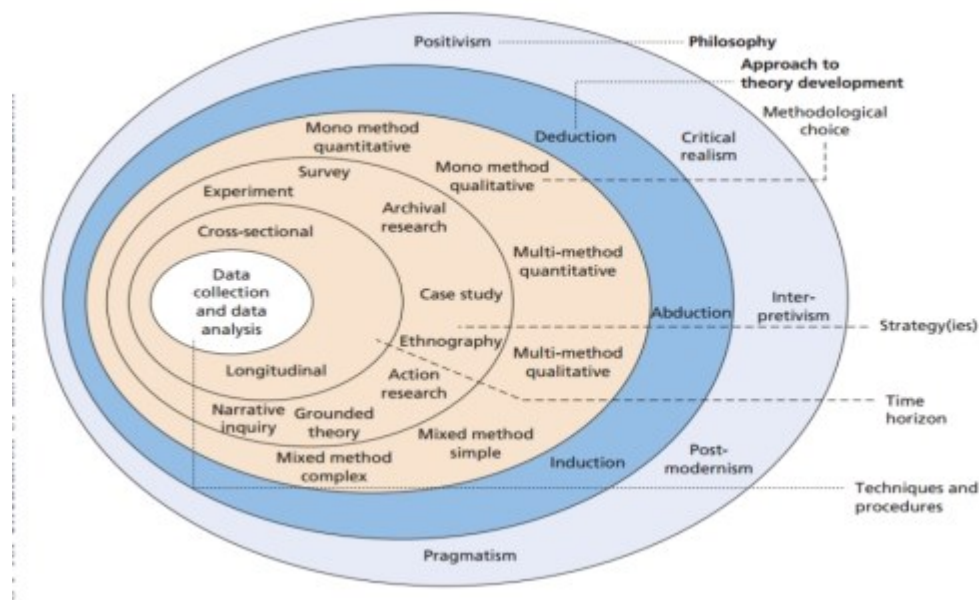 Positivism
Philosophy
Approach to
theory development
Methodological
choice
Mono method
quantitative
Deduction
Critical
realism
Mono method
qualitative
Survey
Experiment
Archival
research
Cross-sectional
Multi-method
quantitative
Data
collection
and data
analysis
Case study
Abduction
Inter-
pretivism
Strategy(ies)
Ethnography
Multi-method
qualitative
Longitudinal
Action
research
Time
horizon
Narrative
inquiry
Grounded
theory
Mixed method
simple
Mixed method
complex
Induction
Post-
modernism
Techniques and
procedures
Pragmatism